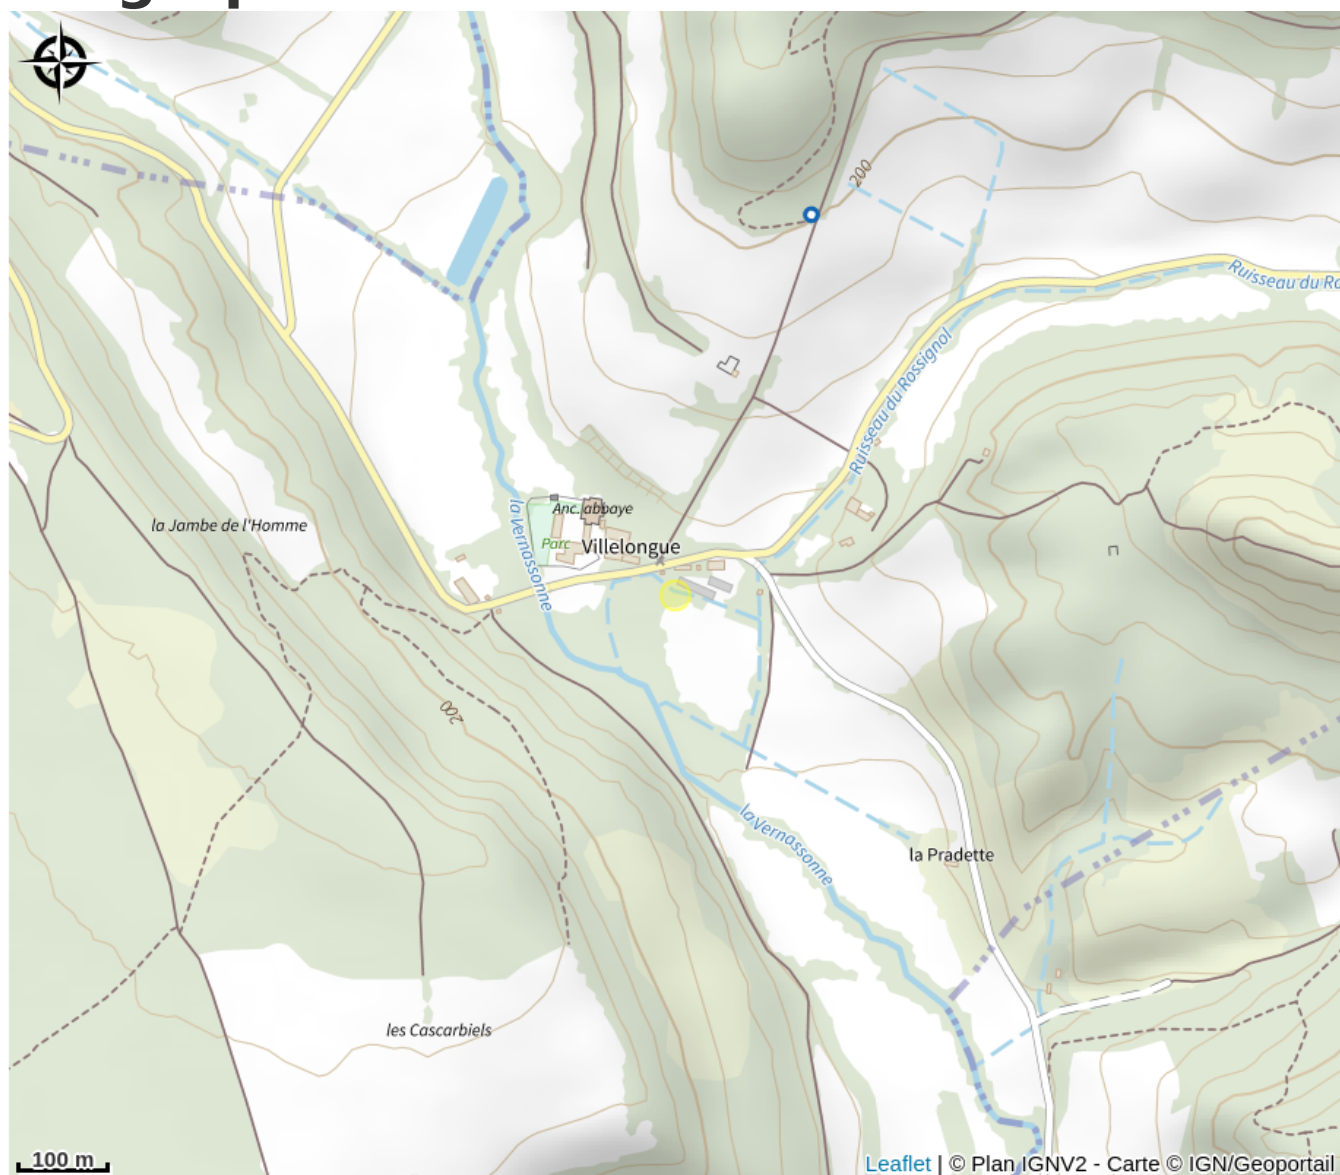 200
Ruisseau du Ro
Ruisseau du Rossignol
Anc. abbaye
la Jambe de l'Homme
Parc
Villelongue
la Vernassonne
200
la Vernassonne
la Pradette
les Cascarbiels
100 m
Leaflet | © Plan IGNV2 - Carte © IGN/Geoportail